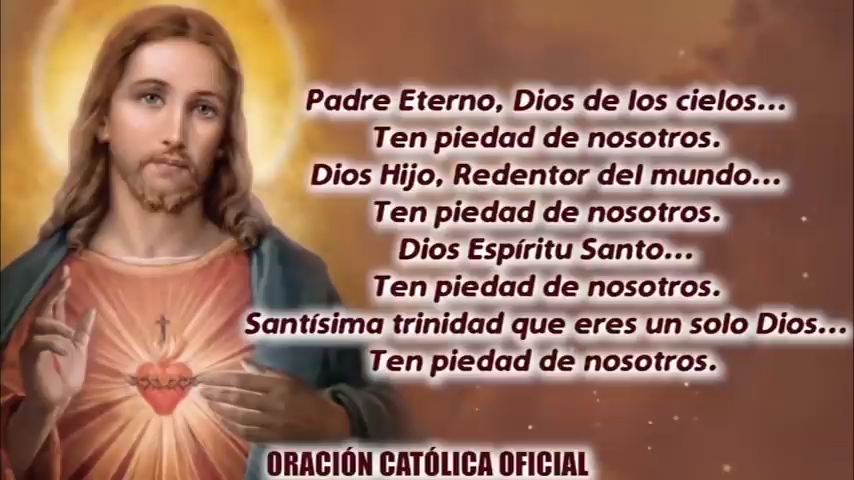 Padre Eterno, Dios de los cielos...
Ten piedad de nosotros.
Dios Hijo, Redentor del mundo...
Ten piedad de nosotros.
Dios Espíritu Santo...
Ten piedad de nosotros.
Santísima trinidad que eres un solo Dios...
Ten piedad de nosotros.
ORACIÓN CATÓLICA OFICIAL